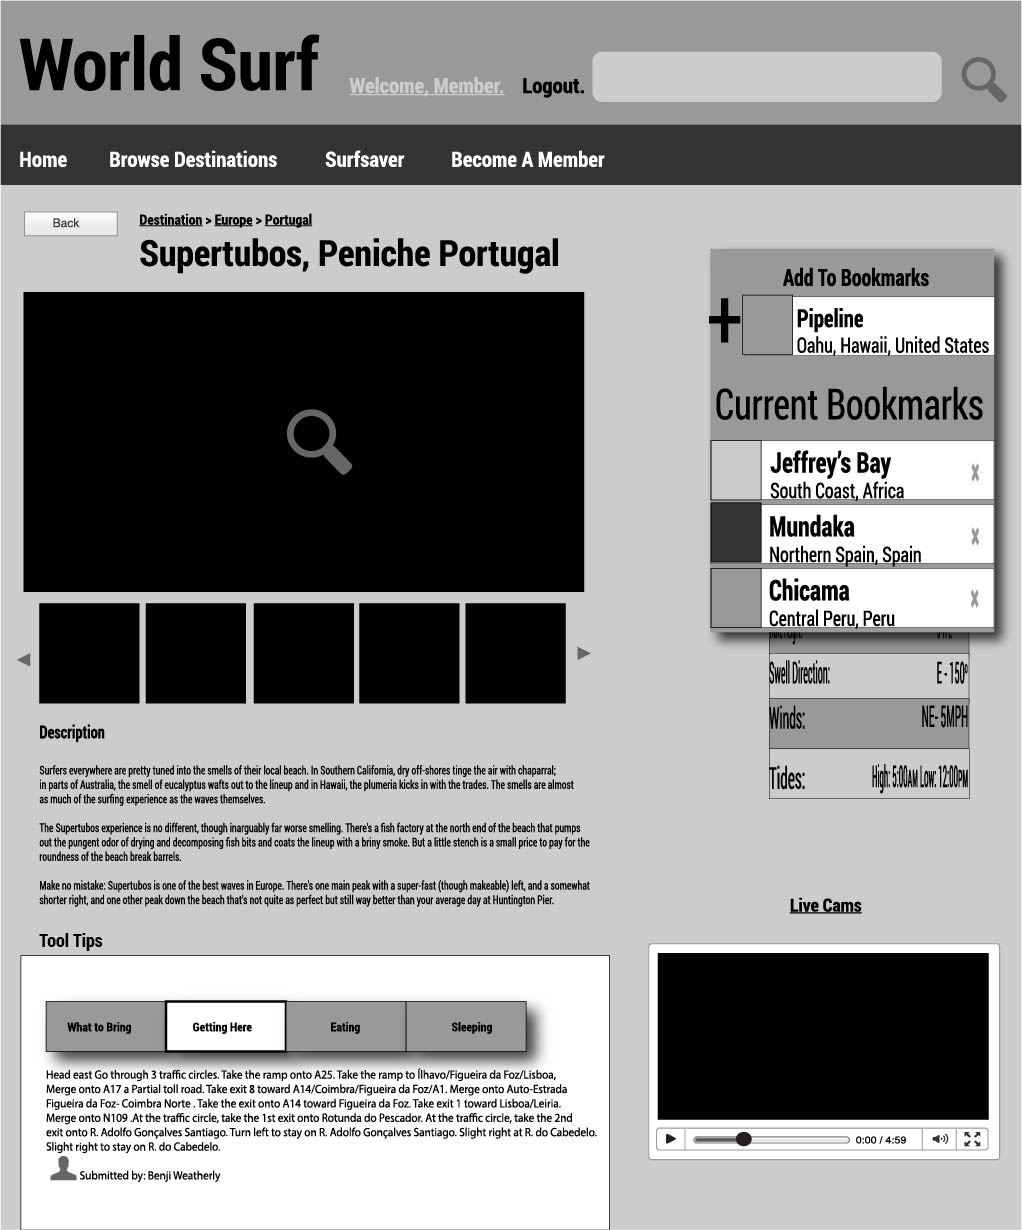 World Surf
Welcome, Member. Logout.
Home Browse Destinations Surfsaver Become A Member
Back
Destination > Europe > Portugal
Supertubos, Peniche Portugal
Add To Bookmarks
Pipeline
Oahu, Hawaii, United States
Current Bookmarks
Jeffrey's Bay
South Coast, Africa
X
Mundaka
Northern Spain, Spain
X
Chicama
Central Peru, Peru
X
Swell Direction: E - 150º
Winds: NE- 5MPH
Tides: High: 5:00AM Low: 12:00PM
Description
Surfers everywhere are pretty tuned into the smells of their local beach. In Southern California, dry off-shores tinge the air with chaparral;
in parts of Australia, the smell of eucalyptus wafts out to the lineup and in Hawaii, the plumeria kicks in with the trades. The smells are almost
as much of the surfing experience as the waves themselves.
The Supertubos experience is no different, though inarguably far worse smelling. There's a fish factory at the north end of the beach that pumps
out the pungent odor of drying and decomposing fish bits and coats the lineup with a briny smoke. But a little stench is a small price to pay for the
roundness of the beach break barrels.
Make no mistake: Supertubos is one of the best waves in Europe. There's one main peak with a super-fast (though makeable) left, and a somewhat
shorter right, and one other peak down the beach that's not quite as perfect but still way better than your average day at Huntington Pier.
Live Cams
Tool Tips
What to Bring Getting Here Eating Sleeping
Head east Go through 3 traffic circles. Take the ramp onto A25. Take the ramp to Ílhavo/Figueira da Foz/Lisboa,
Merge onto A17 a Partial toll road. Take exit 8 toward A14/Coimbra/Figueira da Foz/A1. Merge onto Auto-Estrada
Figueira da Foz- Coimbra Norte . Take the exit onto A14 toward Figueira da Foz. Take exit 1 toward Lisboa/Leiria.
Merge onto N109 .At the traffic circle, take the 1st exit onto Rotunda do Pescador. At the traffic circle, take the 2nd
exit onto R. Adolfo Gonçalves Santiago. Turn left to stay on R. Adolfo Gonçalves Santiago. Slight right at R. do Cabedelo.
Slight right to stay on R. do Cabedelo.
Submitted by: Benji Weatherly
0:00 / 4:59